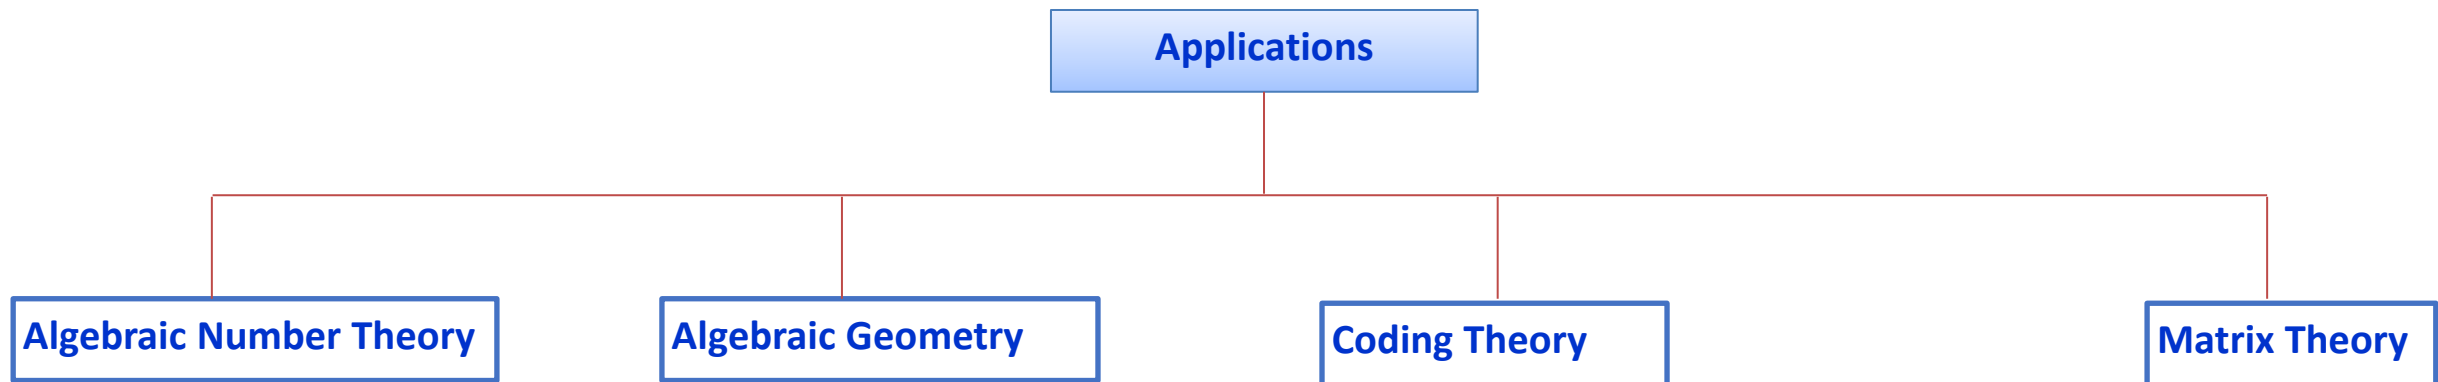 Applications
Algebraic Number Theory
Algebraic Geometry
Coding Theory
Matrix Theory